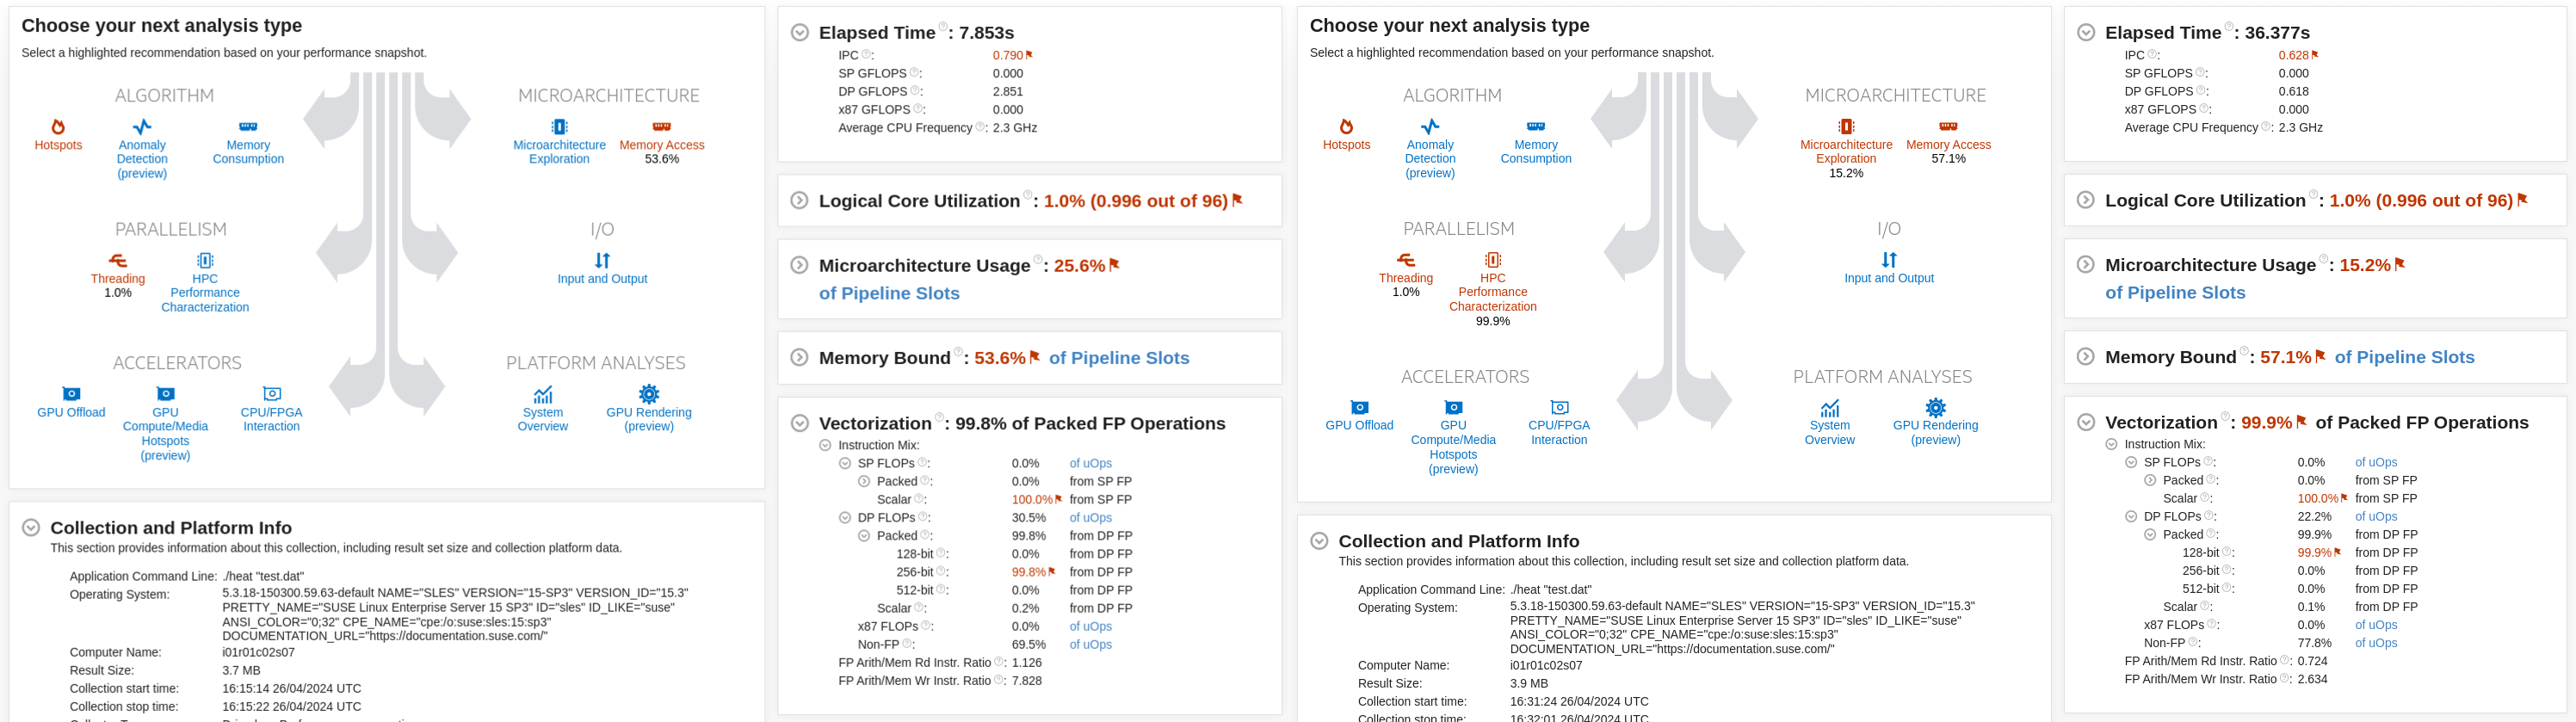 Choose your next analysis type
Select a highlighted recommendation based on your performance snapshot.
ALGORITHM
Hotspots
Anomaly
Detection
(preview)
Memory
Consumption
MICROARCHITECTURE
Microarchitecture
Exploration
Memory Access
53.6%
PARALLELISM
Threading
1.0%
HPC
Performance
Characterization
I/O
Input and Output
ACCELERATORS
GPU Offload
GPU
Compute/Media
Hotspots
(preview)
CPU/FPGA
Interaction
PLATFORM ANALYSES
System
Overview
GPU Rendering
(preview)
Collection and Platform Info
This section provides information about this collection, including result set size and collection platform data.
Application Command Line: ./heat "test.dat"
Operating System: 5.3.18-150300.59.63-default NAME="SLES" VERSION="15-SP3" VERSION_ID="15.3"
PRETTY_NAME="SUSE Linux Enterprise Server 15 SP3" ID="sles" ID_LIKE="suse"
ANSI_COLOR="0;32" CPE_NAME="cpe:/o:suse:sles:15:sp3"
DOCUMENTATION_URL="https://documentation.suse.com/"
Computer Name: i01r01c02s07
Result Size: 3.7 MB
Collection start time: 16:15:14 26/04/2024 UTC
Collection stop time: 16:15:22 26/04/2024 UTC
Elapsed Time : 7.853s
IPC : 0.790
SP GFLOPS : 0.000
DP GFLOPS : 2.851
x87 GFLOPS : 0.000
Average CPU Frequency : 2.3 GHz
Logical Core Utilization : 1.0% (0.996 out of 96)
Microarchitecture Usage : 25.6%
of Pipeline Slots
Memory Bound : 53.6% of Pipeline Slots
Vectorization : 99.8% of Packed FP Operations
Instruction Mix:
SP FLOPs : 0.0% of uOps
Packed : 0.0% from SP FP
Scalar : 100.0% from SP FP
DP FLOPs : 30.5% of uOps
Packed : 99.8% from DP FP
128-bit : 0.0% from DP FP
256-bit : 99.8% from DP FP
512-bit : 0.0% from DP FP
Scalar : 0.2% from DP FP
x87 FLOPs : 0.0% of uOps
Non-FP : 69.5% of uOps
FP Arith/Mem Rd Instr. Ratio : 1.126
FP Arith/Mem Wr Instr. Ratio : 7.828
Choose your next analysis type
Select a highlighted recommendation based on your performance snapshot.
ALGORITHM
Hotspots
Anomaly
Detection
(preview)
Memory
Consumption
MICROARCHITECTURE
Microarchitecture
Exploration
15.2%
Memory Access
57.1%
PARALLELISM
Threading
1.0%
HPC
Performance
Characterization
99.9%
I/O
Input and Output
ACCELERATORS
GPU Offload
GPU
Compute/Media
Hotspots
(preview)
CPU/FPGA
Interaction
PLATFORM ANALYSES
System
Overview
GPU Rendering
(preview)
Collection and Platform Info
This section provides information about this collection, including result set size and collection platform data.
Application Command Line: ./heat "test.dat"
Operating System: 5.3.18-150300.59.63-default NAME="SLES" VERSION="15-SP3" VERSION_ID="15.3"
PRETTY_NAME="SUSE Linux Enterprise Server 15 SP3" ID="sles" ID_LIKE="suse"
ANSI_COLOR="0;32" CPE_NAME="cpe:/o:suse:sles:15:sp3"
DOCUMENTATION_URL="https://documentation.suse.com/"
Computer Name: i01r01c02s07
Result Size: 3.9 MB
Collection start time: 16:31:24 26/04/2024 UTC
Collection stop time: 16:32:01 26/04/2024 UTC
Elapsed Time : 36.377s
IPC : 0.628
SP GFLOPS : 0.000
DP GFLOPS : 0.618
x87 GFLOPS : 0.000
Average CPU Frequency : 2.3 GHz
Logical Core Utilization : 1.0% (0.996 out of 96)
Microarchitecture Usage : 15.2%
of Pipeline Slots
Memory Bound : 57.1% of Pipeline Slots
Vectorization : 99.9% of Packed FP Operations
Instruction Mix:
SP FLOPs : 0.0% of uOps
Packed : 0.0% from SP FP
Scalar : 100.0% from SP FP
DP FLOPs : 22.2% of uOps
Packed : 99.9% from DP FP
128-bit : 99.9% from DP FP
256-bit : 0.0% from DP FP
512-bit : 0.0% from DP FP
Scalar : 0.1% from DP FP
x87 FLOPs : 0.0% of uOps
Non-FP : 77.8% of uOps
FP Arith/Mem Rd Instr. Ratio : 0.724
FP Arith/Mem Wr Instr. Ratio : 2.634